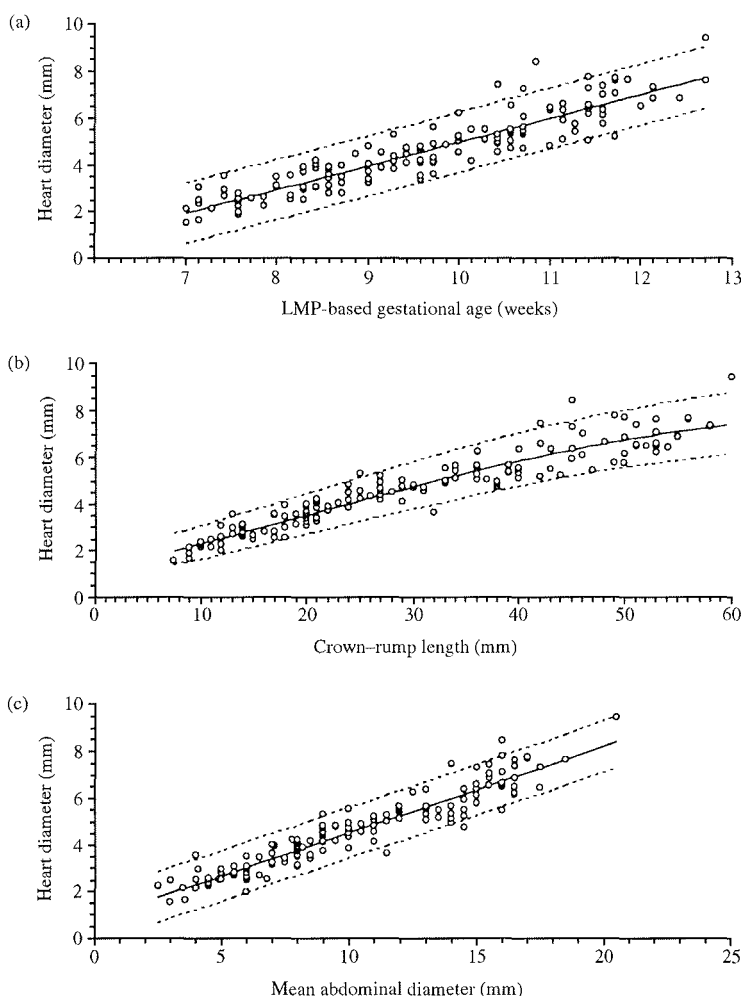 (a)
10
8
6
4
2
0
Heart diameter (mm)
7 8 9 10 11 12 13
LMP-based gestational age (weeks)
(b)
10
8
6
4
2
0
Heart diameter (mm)
0 10 20 30 40 50 60
Crown–rump length (mm)
(c)
10
8
6
4
2
0
Heart diameter (mm)
0 5 10 15 20 25
Mean abdominal diameter (mm)